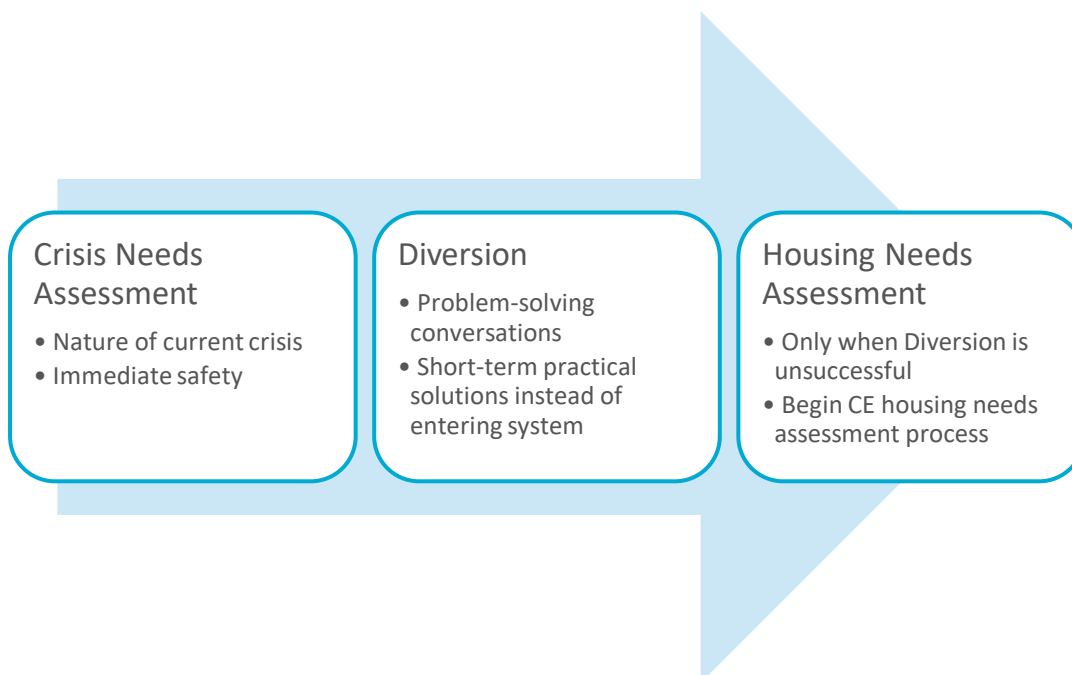 Crisis Needs
Assessment
• Nature of current crisis
• Immediate safety
Diversion
• Problem-solving
conversations
• Short-term practical
solutions instead of
entering system
Housing Needs
Assessment
• Only when Diversion is
unsuccessful
• Begin CE housing needs
assessment process